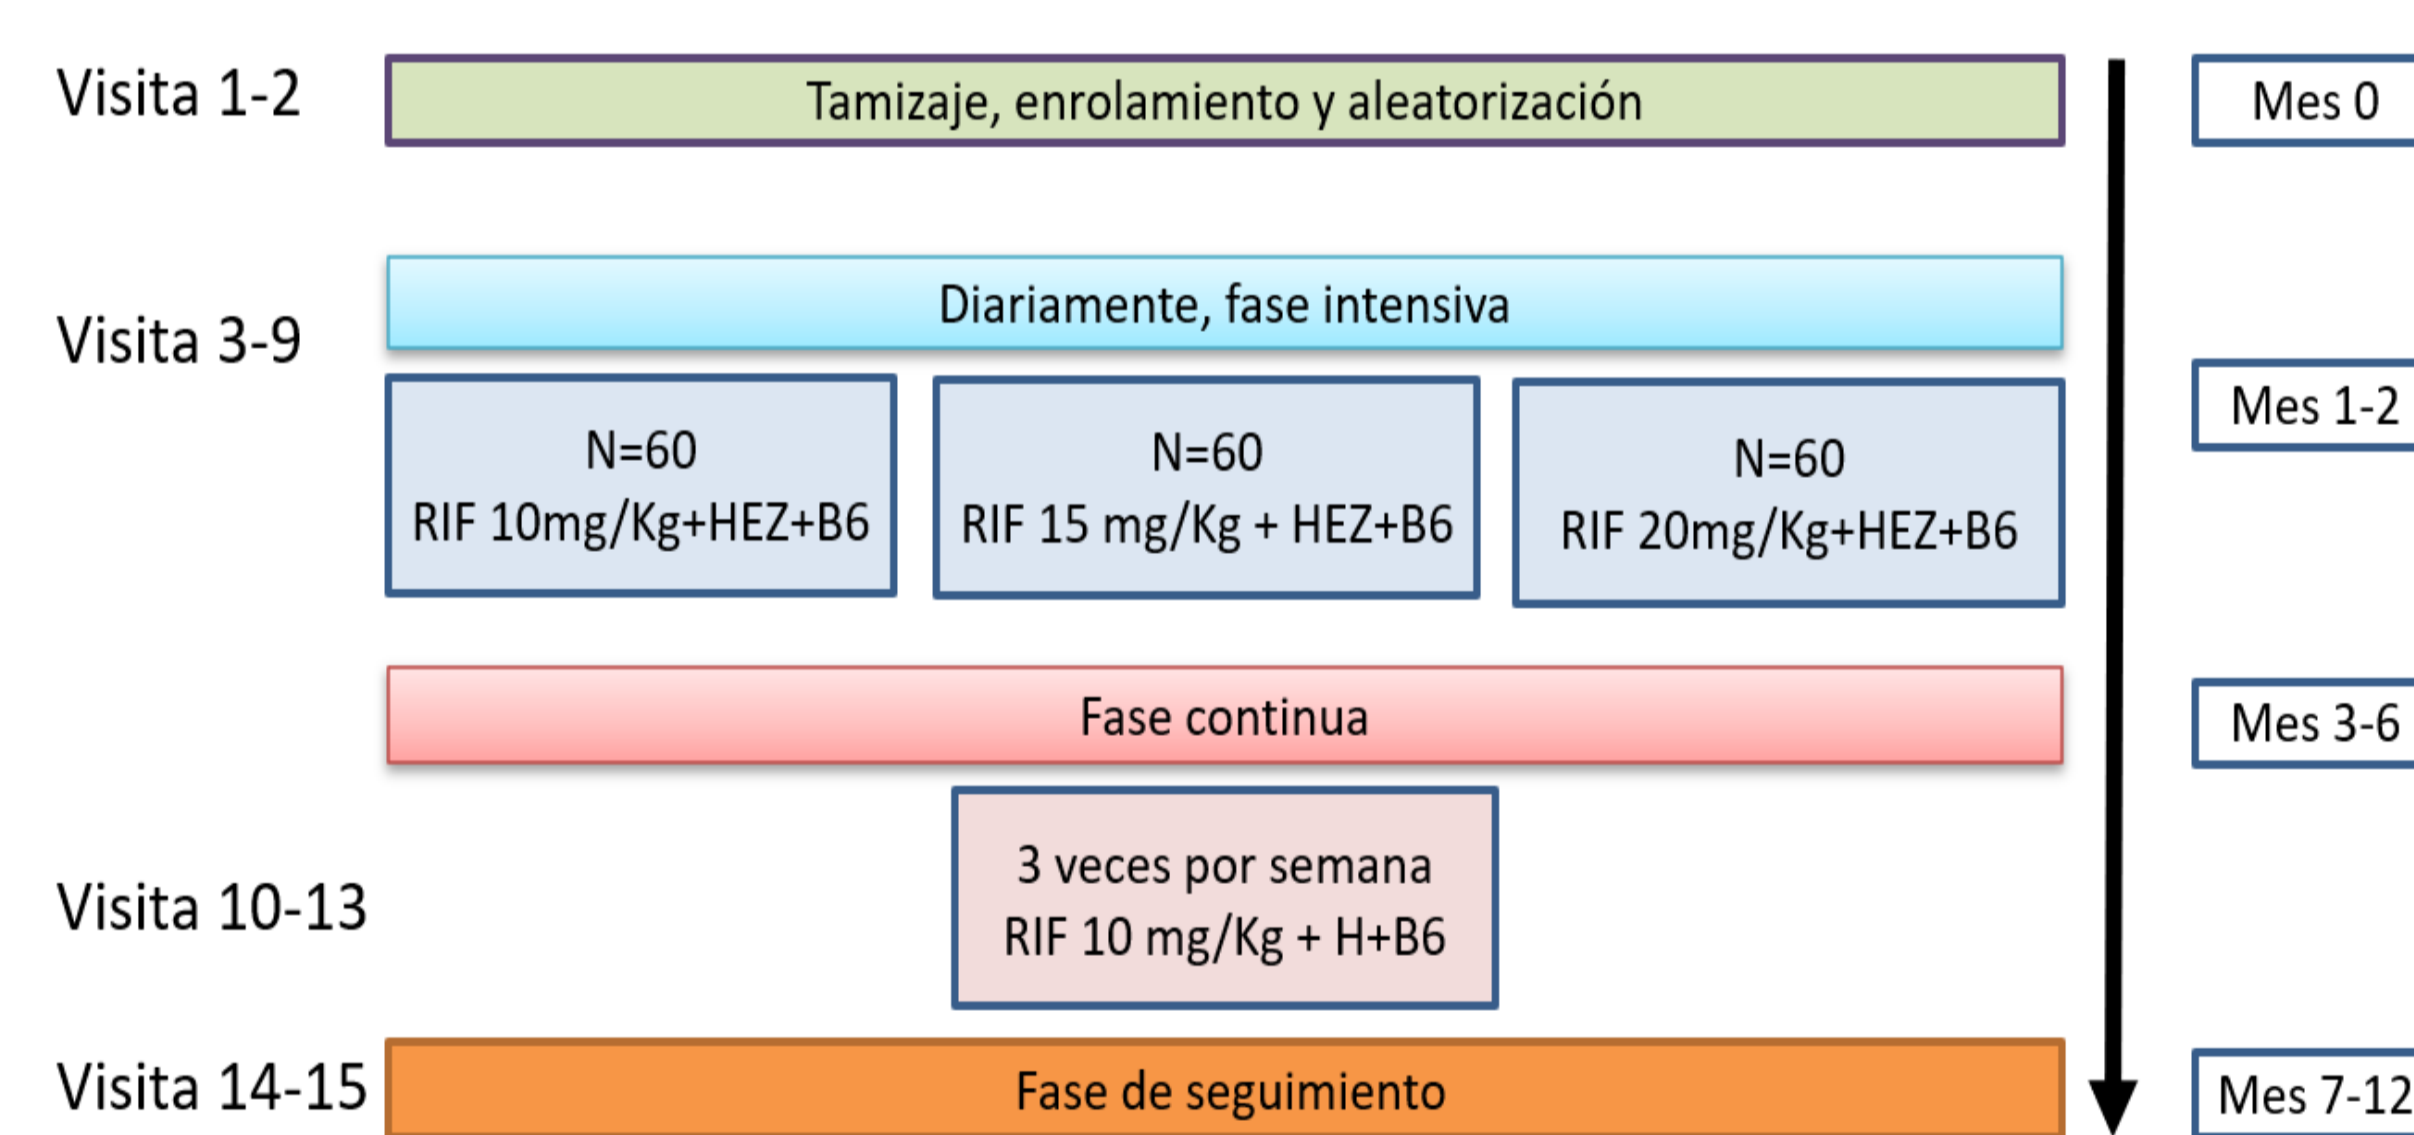 Visita 1-2
Tamizaje, enrolamiento y aleatorización
Mes 0
Visita 3-9
Diariamente, fase intensiva
Mes 1-2
N=60
RIF 10mg/Kg+HEZ+B6
N=60
RIF 15 mg/Kg + HEZ+B6
N=60
RIF 20mg/Kg+HEZ+B6
Fase continua
Mes 3-6
Visita 10-13
3 veces por semana
RIF 10 mg/Kg + H+B6
Visita 14-15
Fase de seguimiento
Mes 7-12